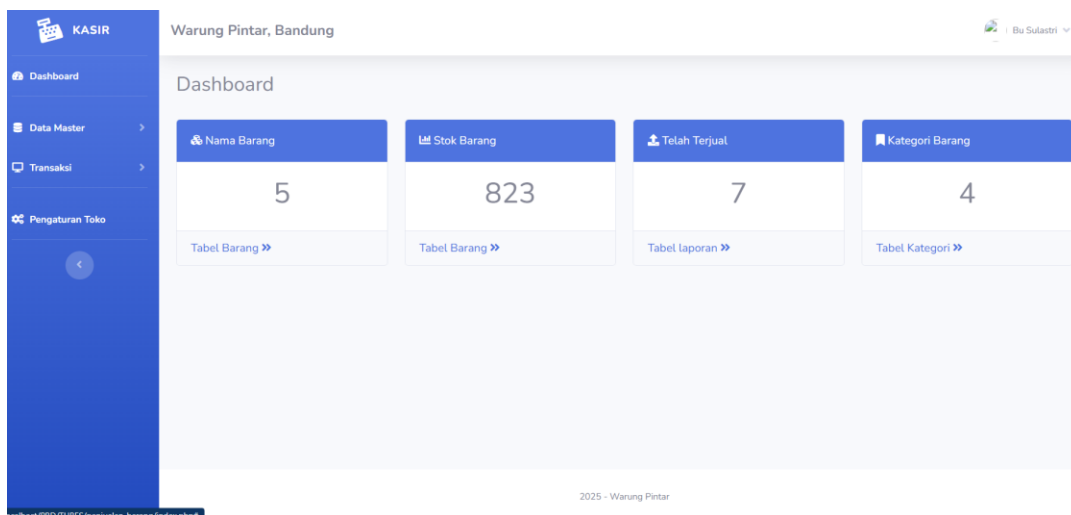 KASIR
Warung Pintar, Bandung
Bu Sulastri
Dashboard
Dashboard
Data Master
Transaksi
Pengaturan Toko
Nama Barang
Stok Barang
Telah Terjual
Kategori Barang
5
823
7
4
Tabel Barang
Tabel Barang
Tabel laporan
Tabel Kategori
2025 - Warung Pintar